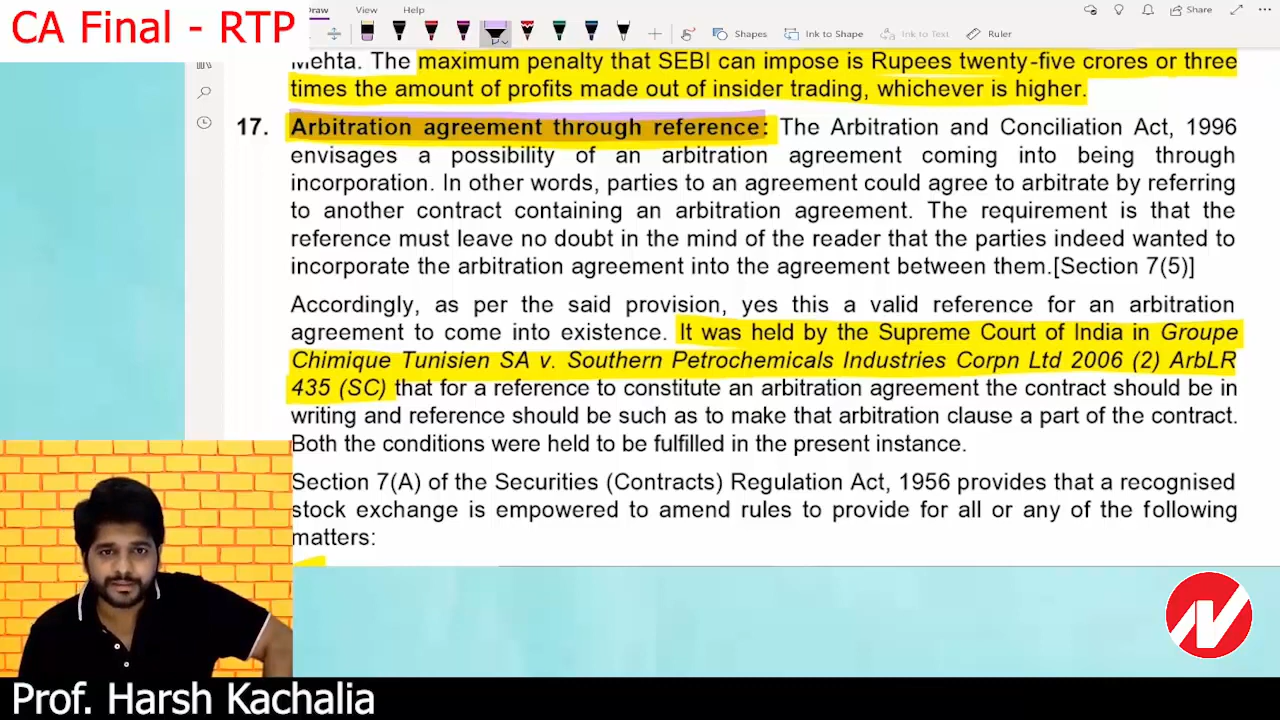 CA Final - RTP
Draw View Help
Share
Shapes Ink to Shape Ink to Text Ruler
Mehta. The maximum penalty that SEBI can impose is Rupees twenty-five crores or three
times the amount of profits made out of insider trading, whichever is higher.
17. Arbitration agreement through reference: The Arbitration and Conciliation Act, 1996
envisages a possibility of an arbitration agreement coming into being through
incorporation. In other words, parties to an agreement could agree to arbitrate by referring
to another contract containing an arbitration agreement. The requirement is that the
reference must leave no doubt in the mind of the reader that the parties indeed wanted to
incorporate the arbitration agreement into the agreement between them.[Section 7(5)]
Accordingly, as per the said provision, yes this a valid reference for an arbitration
agreement to come into existence. It was held by the Supreme Court of India in Groupe
Chimique Tunisien SA v. Southern Petrochemicals Industries Corpn Ltd 2006 (2) ArbLR
435 (SC) that for a reference to constitute an arbitration agreement the contract should be in
writing and reference should be such as to make that arbitration clause a part of the contract.
Both the conditions were held to be fulfilled in the present instance.
Section 7(A) of the Securities (Contracts) Regulation Act, 1956 provides that a recognised
stock exchange is empowered to amend rules to provide for all or any of the following
matters:
Prof. Harsh Kachalia